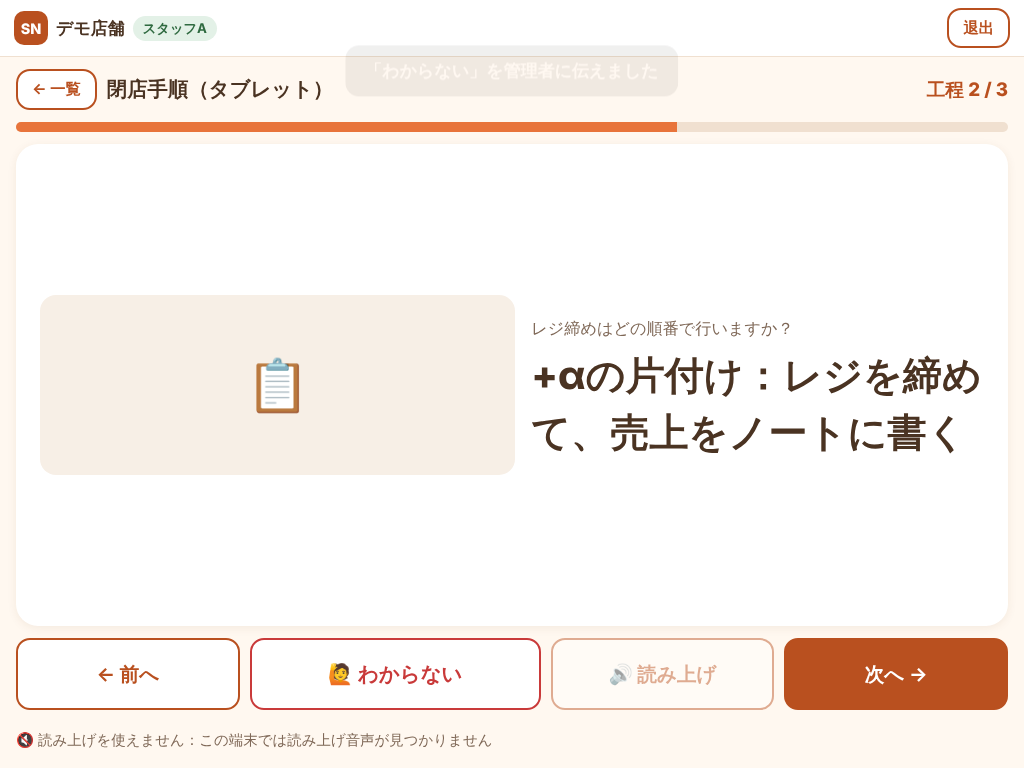 SN デモ店舗 スタッフA 退出
「わからない」を管理者に伝えました
← 一覧 閉店手順（タブレット） 工程 2 / 3
レジ締めはどの順番で行いますか？
+αの片付け：レジを締め
て、売上をノートに書く
← 前へ わからない 読み上げ 次へ →
読み上げを使えません：この端末では読み上げ音声が見つかりません